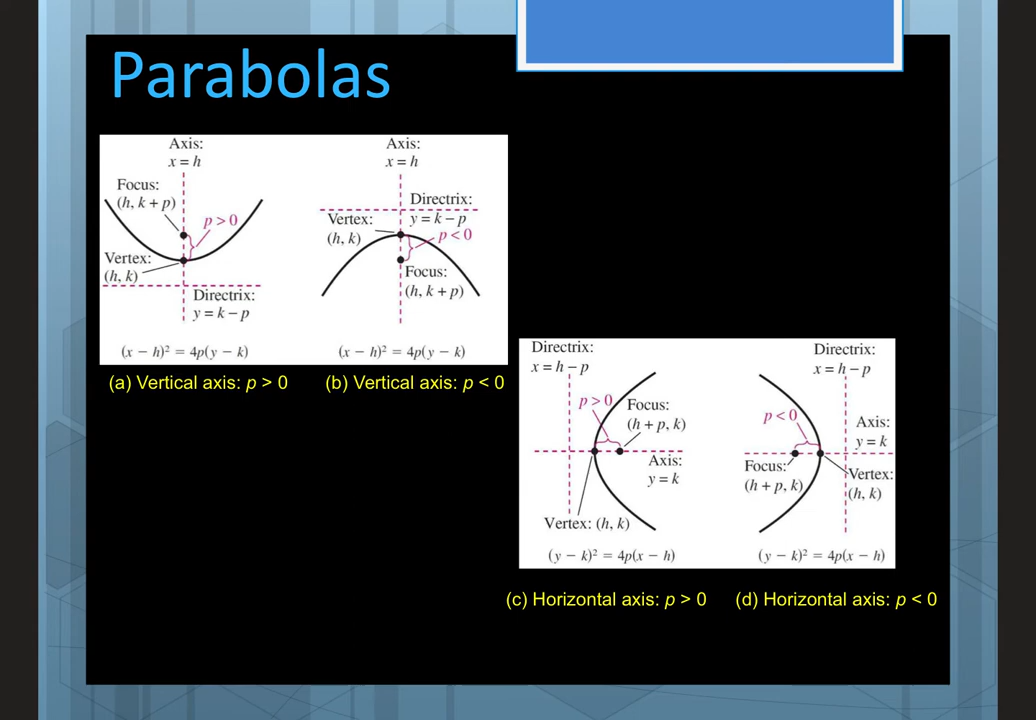 Parabolas
Axis:
x = h
Focus:
(h, k + p)
p > 0
Vertex:
(h, k)
Directrix:
y = k – p
(x – h)² = 4p(y – k)
Axis:
x = h
Directrix:
y = k – p
Vertex:
(h, k)
p < 0
Focus:
(h, k + p)
(x – h)² = 4p(y – k)
(a) Vertical axis: p > 0
(b) Vertical axis: p < 0
Directrix:
x = h – p
p > 0
Focus:
(h + p, k)
Axis:
y = k
Vertex: (h, k)
(y – k)² = 4p(x – h)
Directrix:
x = h – p
p < 0
Axis:
y = k
Focus:
(h + p, k)
Vertex:
(h, k)
(y – k)² = 4p(x – h)
(c) Horizontal axis: p > 0
(d) Horizontal axis: p < 0